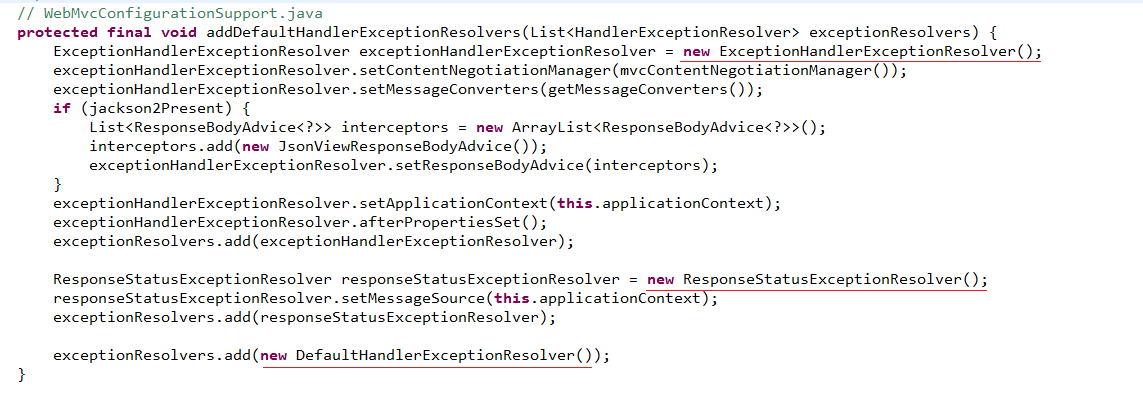 // WebMvcConfigurationSupport.java
protected final void addDefaultHandlerExceptionResolvers(List<HandlerExceptionResolver> exceptionResolvers) {
    ExceptionHandlerExceptionResolver exceptionHandlerExceptionResolver = new ExceptionHandlerExceptionResolver();
    exceptionHandlerExceptionResolver.setContentNegotiationManager(mvcContentNegotiationManager());
    exceptionHandlerExceptionResolver.setMessageConverters(getMessageConverters());
    if (jackson2Present) {
        List<ResponseBodyAdvice<?>> interceptors = new ArrayList<ResponseBodyAdvice<?>>();
        interceptors.add(new JsonViewResponseBodyAdvice());
        exceptionHandlerExceptionResolver.setResponseBodyAdvice(interceptors);
    }
    exceptionHandlerExceptionResolver.setApplicationContext(this.applicationContext);
    exceptionHandlerExceptionResolver.afterPropertiesSet();
    exceptionResolvers.add(exceptionHandlerExceptionResolver);
    ResponseStatusExceptionResolver responseStatusExceptionResolver = new ResponseStatusExceptionResolver();
    responseStatusExceptionResolver.setMessageSource(this.applicationContext);
    exceptionResolvers.add(responseStatusExceptionResolver);
    exceptionResolvers.add(new DefaultHandlerExceptionResolver());
}